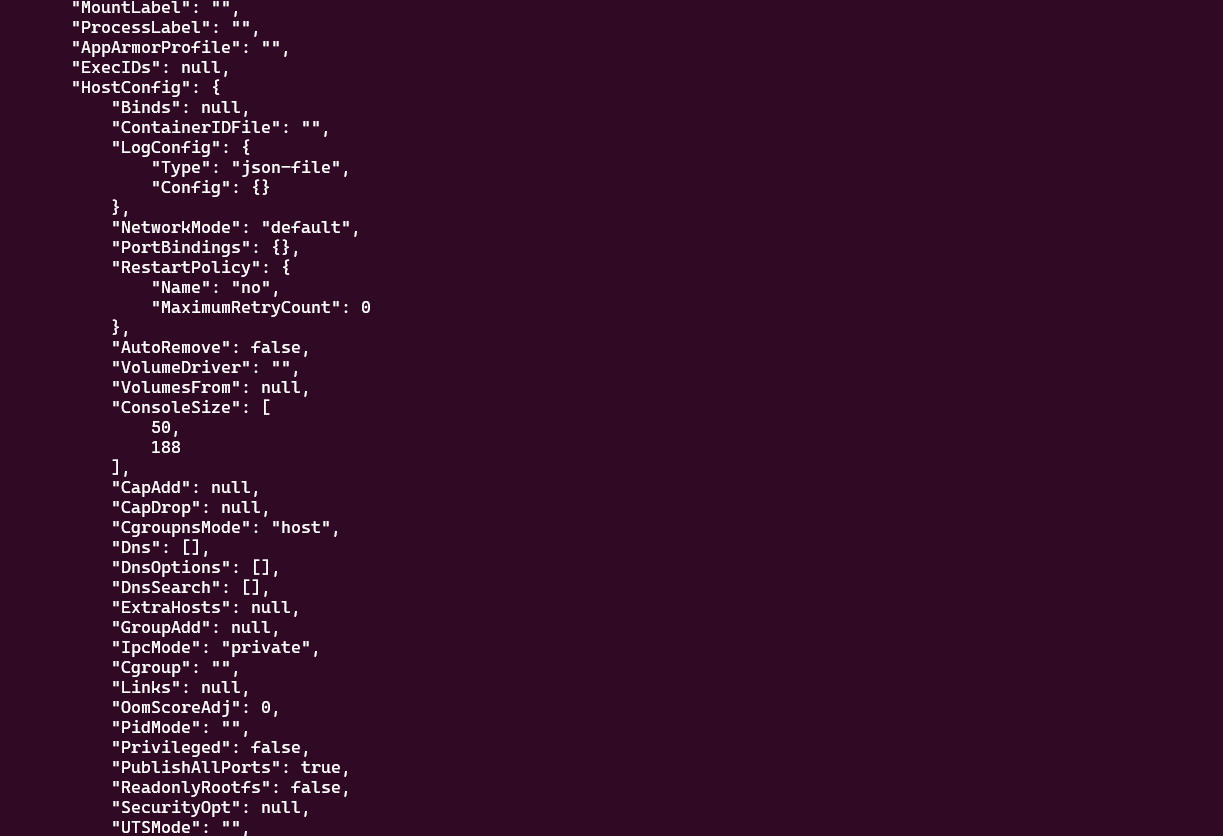 "MountLabel": "",
"ProcessLabel": "",
"AppArmorProfile": "",
"ExecIDs": null,
"HostConfig": {
"Binds": null,
"ContainerIDFile": "",
"LogConfig": {
"Type": "json-file",
"Config": {}
},
"NetworkMode": "default",
"PortBindings": {},
"RestartPolicy": {
"Name": "no",
"MaximumRetryCount": 0
},
"AutoRemove": false,
"VolumeDriver": "",
"VolumesFrom": null,
"ConsoleSize": [
50,
188
],
"CapAdd": null,
"CapDrop": null,
"CgroupnsMode": "host",
"Dns": [],
"DnsOptions": [],
"DnsSearch": [],
"ExtraHosts": null,
"GroupAdd": null,
"IpcMode": "private",
"Cgroup": "",
"Links": null,
"OomScoreAdj": 0,
"PidMode": "",
"Privileged": false,
"PublishAllPorts": true,
"ReadonlyRootfs": false,
"SecurityOpt": null,
"UTSMode": "",